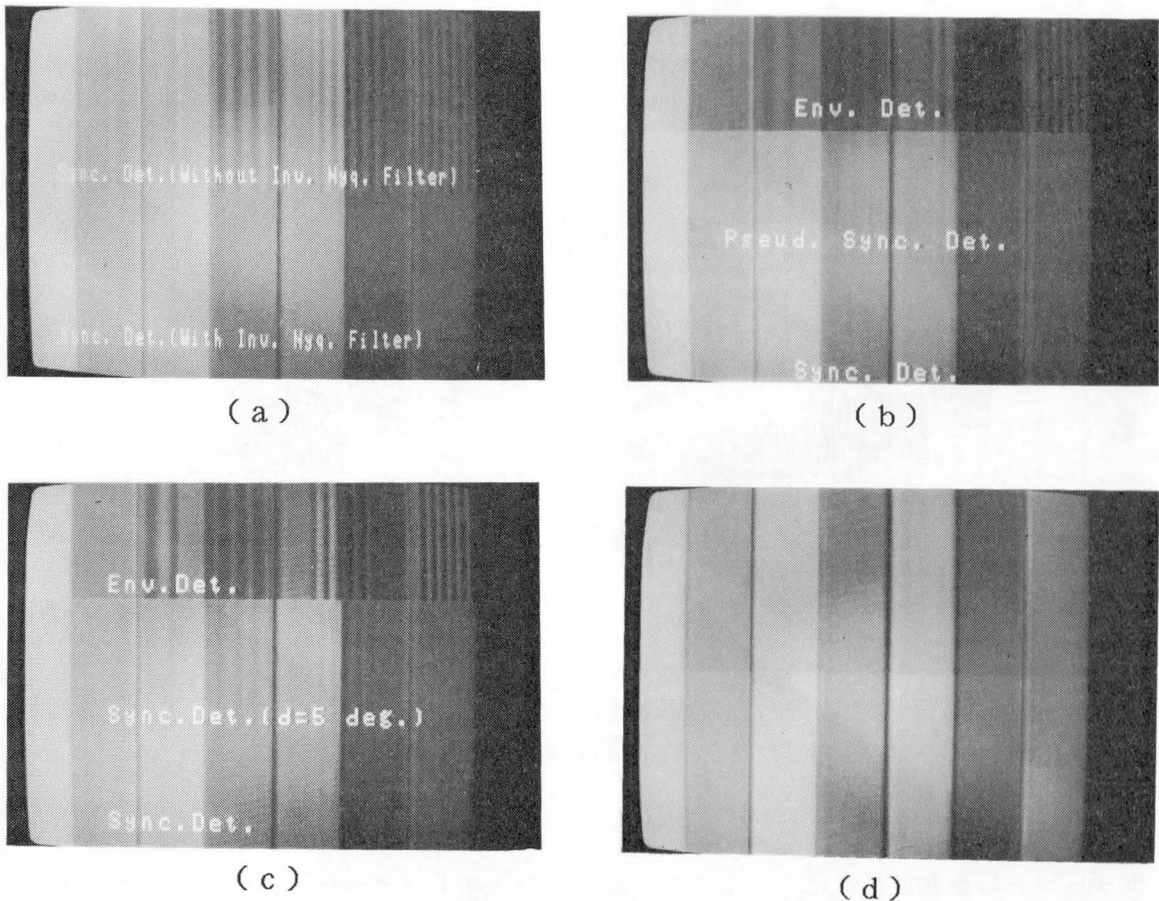 Sync. Det.(Without Inv. Nyq. Filter)
Sync. Det.(With Inv. Nyq. Filter)
(a)
Env. Det.
Pseud. Sync. Det.
Sync. Det.
(b)
Env.Det.
Sync.Det.(d=5 deg.)
Sync.Det.
(c)
(d)